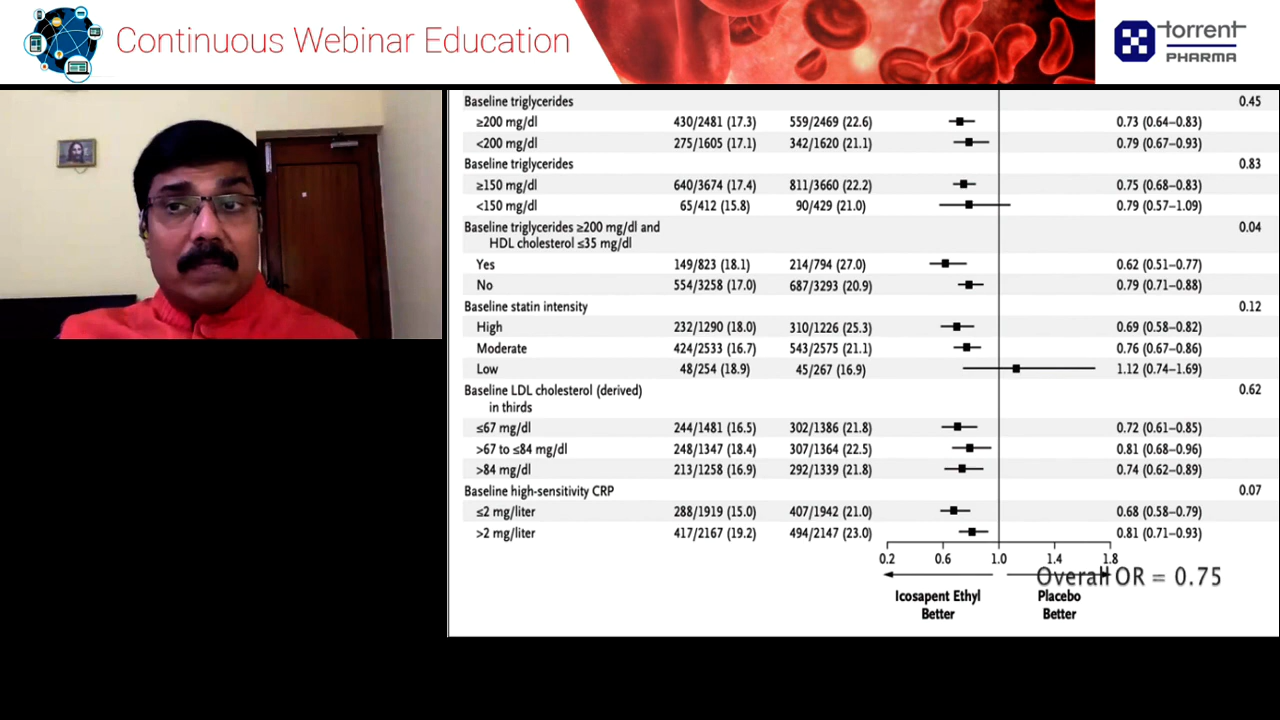 Continuous Webinar Education
torrent
PHARMA
Baseline triglycerides 0.45
≥200 mg/dl 430/2481 (17.3) 559/2469 (22.6) 0.73 (0.64–0.83)
<200 mg/dl 275/1605 (17.1) 342/1620 (21.1) 0.79 (0.67–0.93)
Baseline triglycerides 0.83
≥150 mg/dl 640/3674 (17.4) 811/3660 (22.2) 0.75 (0.68–0.83)
<150 mg/dl 65/412 (15.8) 90/429 (21.0) 0.79 (0.57–1.09)
Baseline triglycerides ≥200 mg/dl and 0.04
HDL cholesterol ≤35 mg/dl
Yes 149/823 (18.1) 214/794 (27.0) 0.62 (0.51–0.77)
No 554/3258 (17.0) 687/3293 (20.9) 0.79 (0.71–0.88)
Baseline statin intensity 0.12
High 232/1290 (18.0) 310/1226 (25.3) 0.69 (0.58–0.82)
Moderate 424/2533 (16.7) 543/2575 (21.1) 0.76 (0.67–0.86)
Low 48/254 (18.9) 45/267 (16.9) 1.12 (0.74–1.69)
Baseline LDL cholesterol (derived) 0.62
in thirds
≤67 mg/dl 244/1481 (16.5) 302/1386 (21.8) 0.72 (0.61–0.85)
>67 to ≤84 mg/dl 248/1347 (18.4) 307/1364 (22.5) 0.81 (0.68–0.96)
>84 mg/dl 213/1258 (16.9) 292/1339 (21.8) 0.74 (0.62–0.89)
Baseline high-sensitivity CRP 0.07
≤2 mg/liter 288/1919 (15.0) 407/1942 (21.0) 0.68 (0.58–0.79)
>2 mg/liter 417/2167 (19.2) 494/2147 (23.0) 0.81 (0.71–0.93)
0.2 0.6 1.0 1.4 1.8
Overall OR = 0.75
Icosapent Ethyl Placebo
Better Better